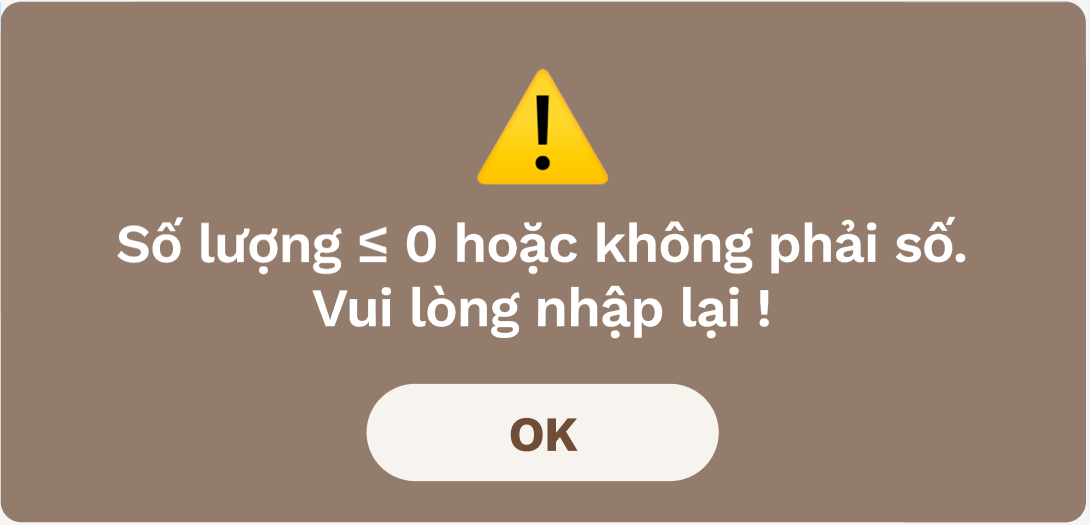 Số lượng ≤ 0 hoặc không phải số.
Vui lòng nhập lại !
OK